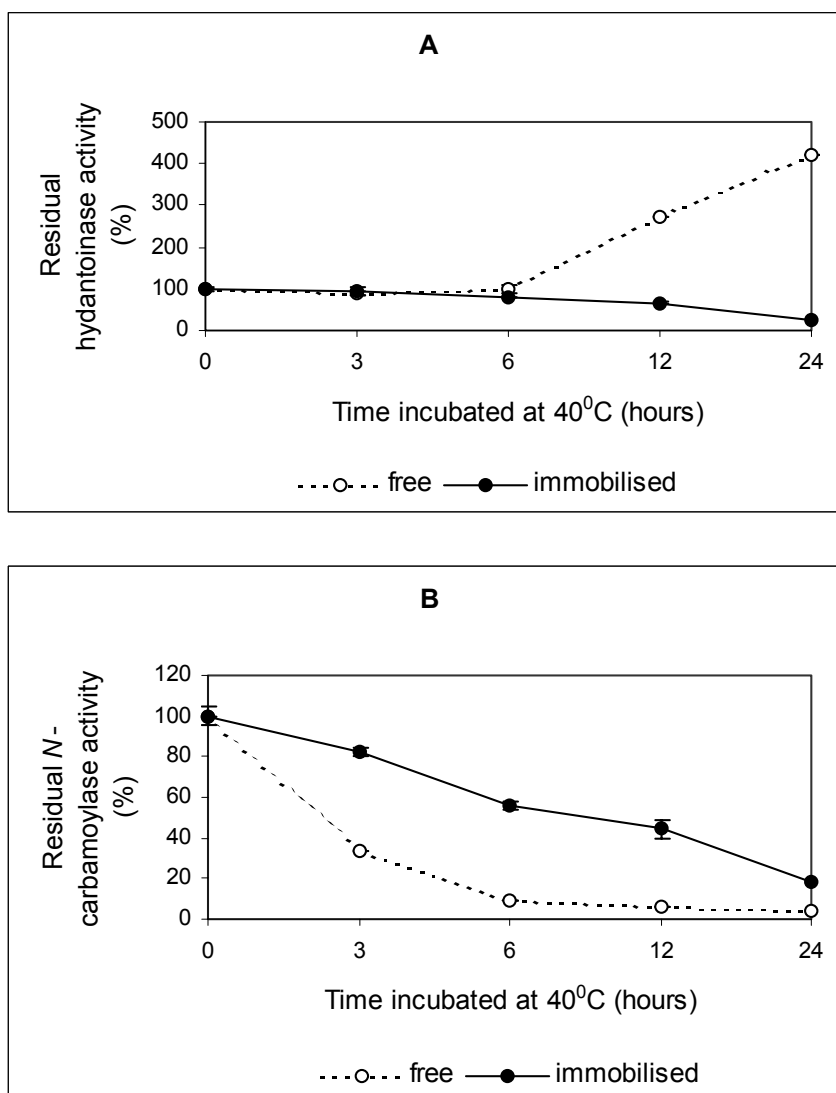 A
Residual
hydantoinase activity
(%)
500
400
300
200
100
0
0 3 6 12 24
Time incubated at 40⁰C (hours)
free immobilised
B
Residual N-
carbamoylase activity
(%)
120
100
80
60
40
20
0
0 3 6 12 24
Time incubated at 40⁰C (hours)
free immobilised